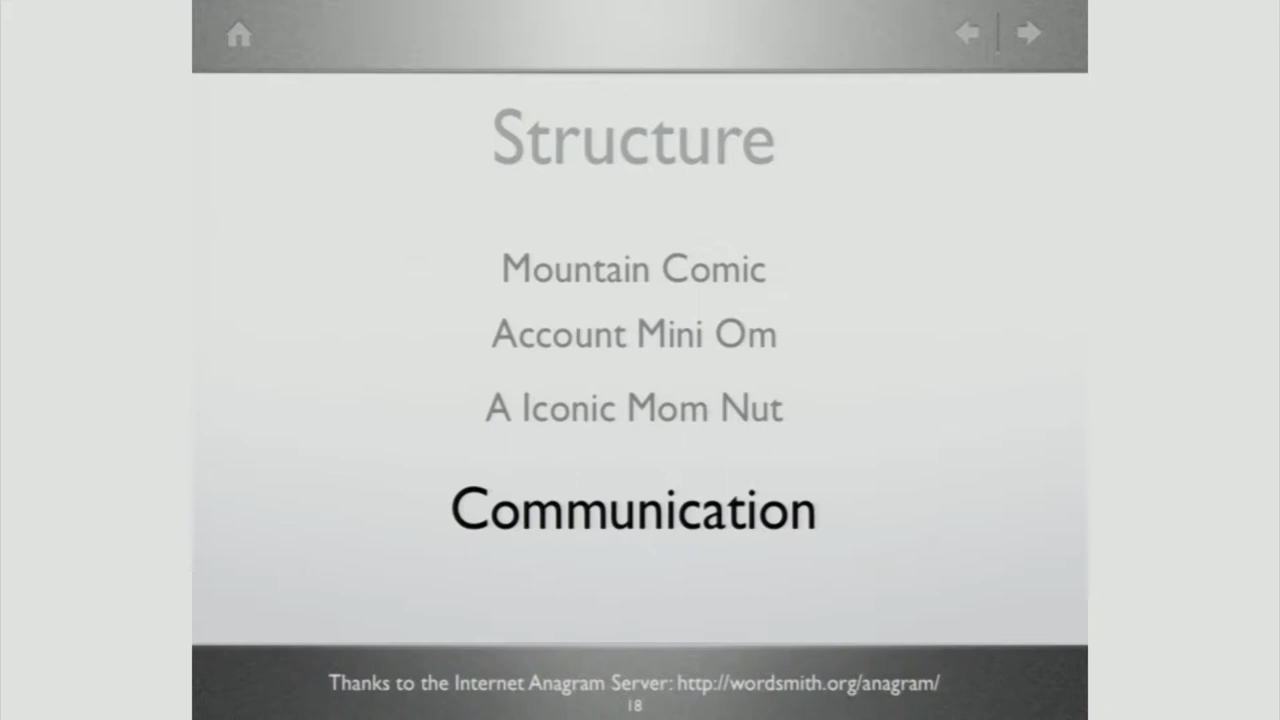 Structure
Mountain Comic
Account Mini Om
A Iconic Mom Nut
Communication
Thanks to the Internet Anagram Server: http://wordsmith.org/anagram/
18